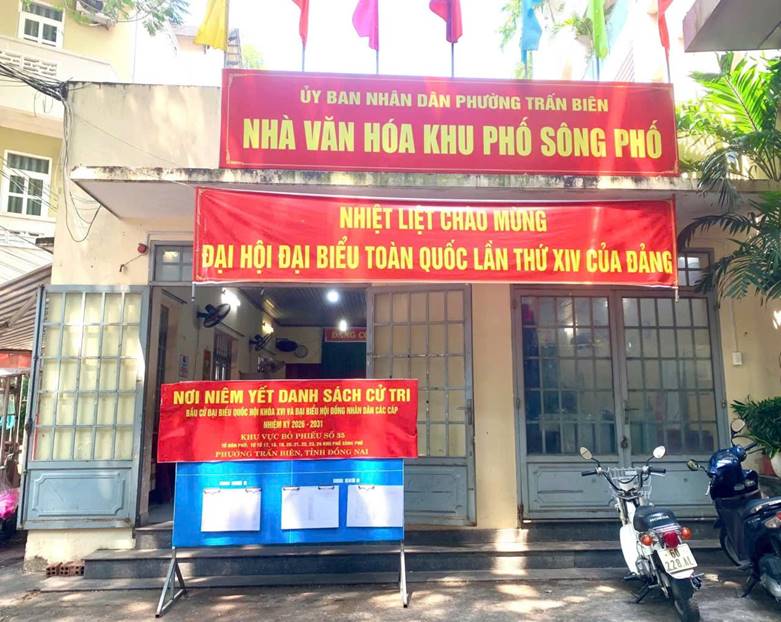 ỦY BAN NHÂN DÂN PHƯỜNG TRẤN BIÊN
NHÀ VĂN HÓA KHU PHỐ SÔNG PHỐ
NHIỆT LIỆT CHÀO MỪNG
ĐẠI HỘI ĐẠI BIỂU TOÀN QUỐC LẦN THỨ XIV CỦA ĐẢNG
ĐẢNG CỘ
NƠI NIÊM YẾT DANH SÁCH CỬ TRI
BẦU CỬ ĐẠI BIỂU QUỐC HỘI KHÓA XVI VÀ ĐẠI BIỂU HỘI ĐỒNG NHÂN DÂN CÁC CẤP
NHIỆM KỲ 2026 - 2031
KHU VỰC BỎ PHIẾU SỐ 35
PHƯỜNG TRẤN BIÊN, TỈNH ĐỒNG NAI